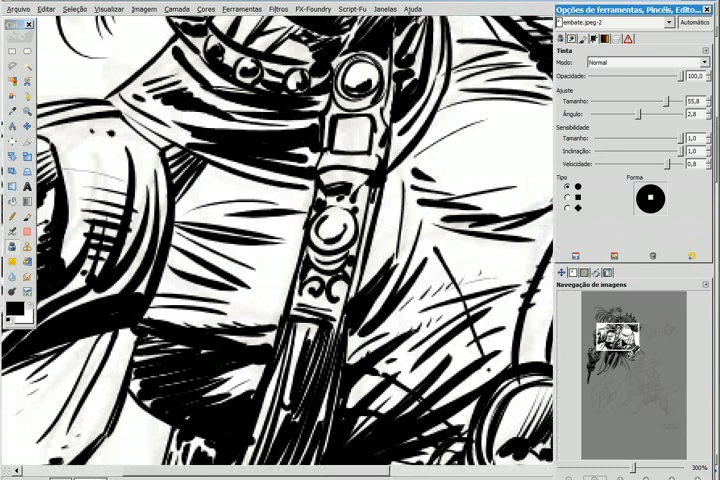 Arquivo Editar Selecionar Visualizar Imagem Camada Cores Ferramentas Filtros FX-Foundry Script-Fu Janelas Ajuda
Opções de ferramentas, Pincéis, Edito...
embate.jpeg-2 Automático
Tinta
Modo: Normal
Opacidade: 100,0
Ajuste
Tamanho: 55,8
Ângulo: 2,8
Sensibilidade
Tamanho: 1,0
Inclinação: 1,0
Velocidade: 0,8
Tipo Forma
Navegação de imagens
300%